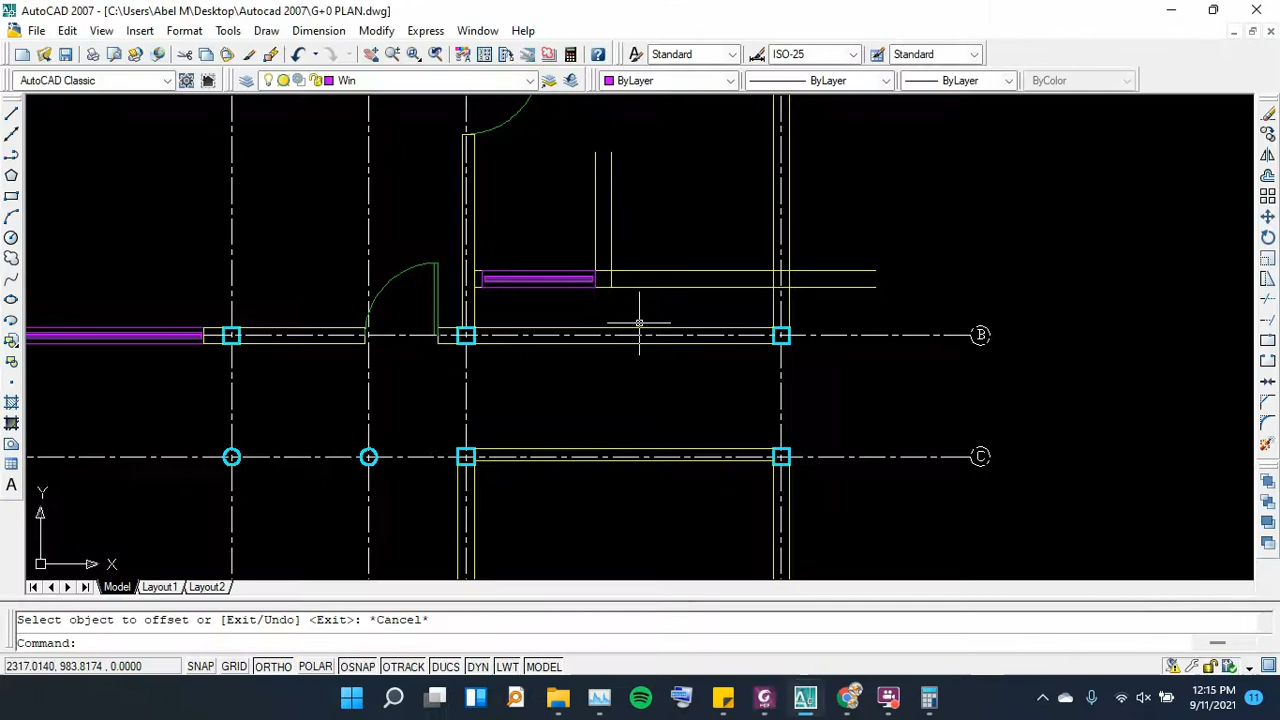 AutoCAD 2007 - [C:\Users\Abel M\Desktop\Autocad 2007\G+0 PLAN.dwg]
File Edit View Insert Format Tools Draw Dimension Modify Express Window Help
Standard ISO-25 Standard
AutoCAD Classic Win ByLayer ByLayer ByLayer ByColor
B
C
Y
X
A
Model Layout1 Layout2
Select object to offset or [Exit/Undo] <Exit>: *Cancel*
Command:
2317.0140, 983.8174, 0.0000 SNAP GRID ORTHO POLAR OSNAP OTRACK DUCS DYN LWT MODEL
12:15 PM
9/11/2021
11